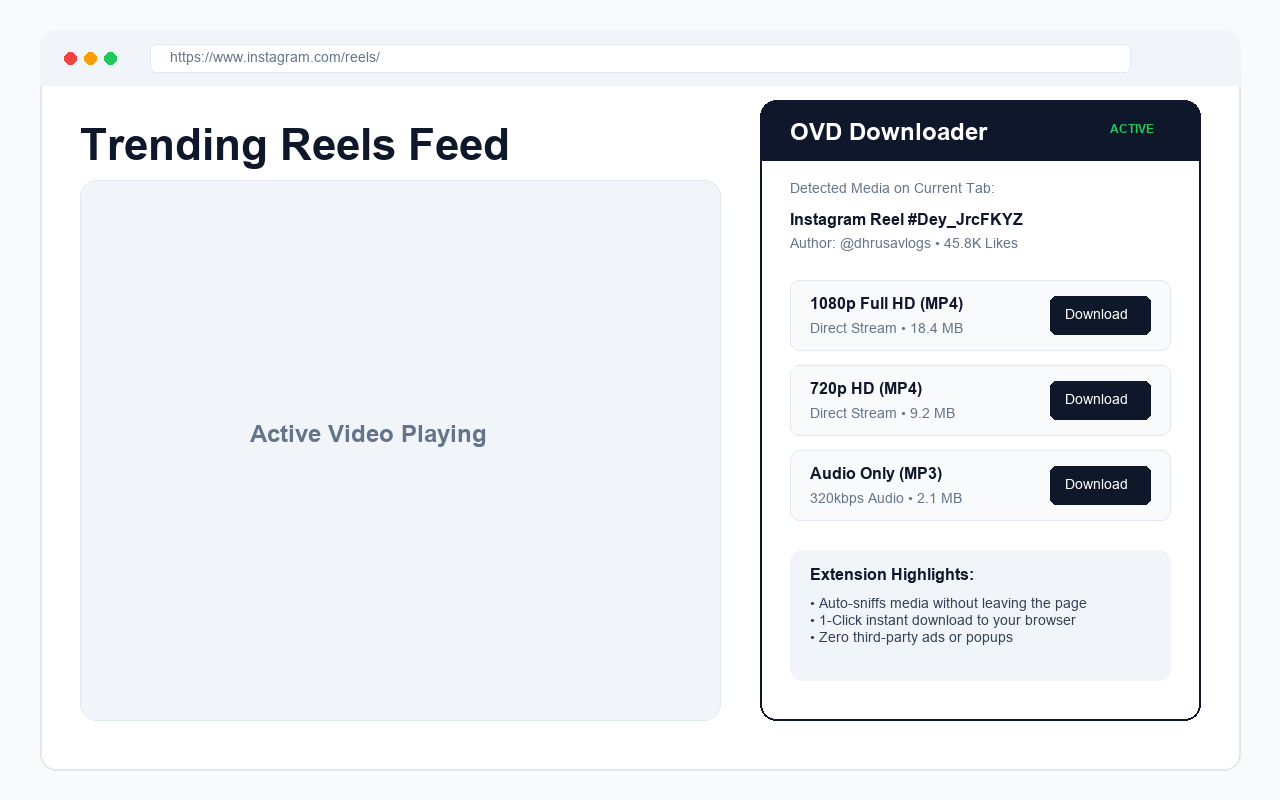 https://www.instagram.com/reels/
Trending Reels Feed
Active Video Playing
OVD Downloader
ACTIVE
Detected Media on Current Tab:
Instagram Reel #Dey_JrcFKYZ
Author: @dhrusavlogs • 45.8K Likes
1080p Full HD (MP4)
Direct Stream • 18.4 MB
Download
720p HD (MP4)
Direct Stream • 9.2 MB
Download
Audio Only (MP3)
320kbps Audio • 2.1 MB
Download
Extension Highlights:
• Auto-sniffs media without leaving the page
• 1-Click instant download to your browser
• Zero third-party ads or popups